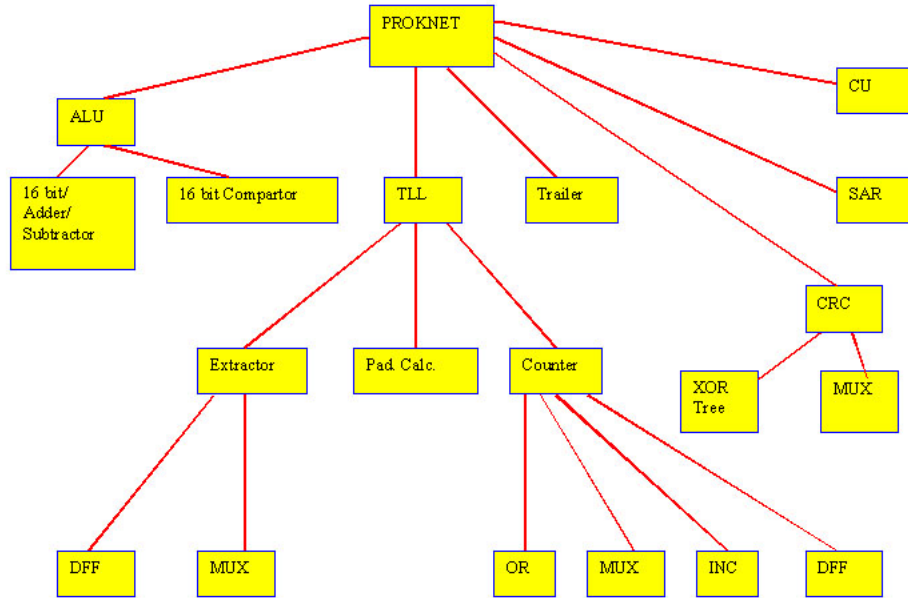 PROKNET
CU
ALU
16 bit/
Adder/
Subtractor
16 bit Compartor
TLL
Trailer
SAR
CRC
Extractor
Pad. Calc.
Counter
XOR
Tree
MUX
DFF
MUX
OR
MUX
INC
DFF